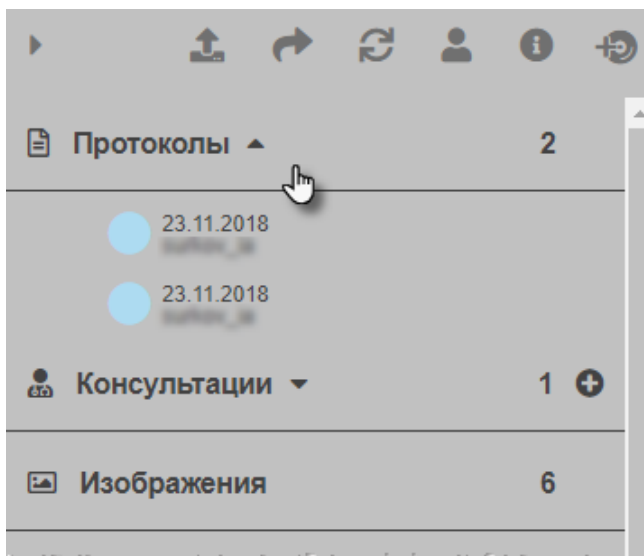 Протоколы 2
23.11.2018
23.11.2018
Консультации 1
Изображения 6